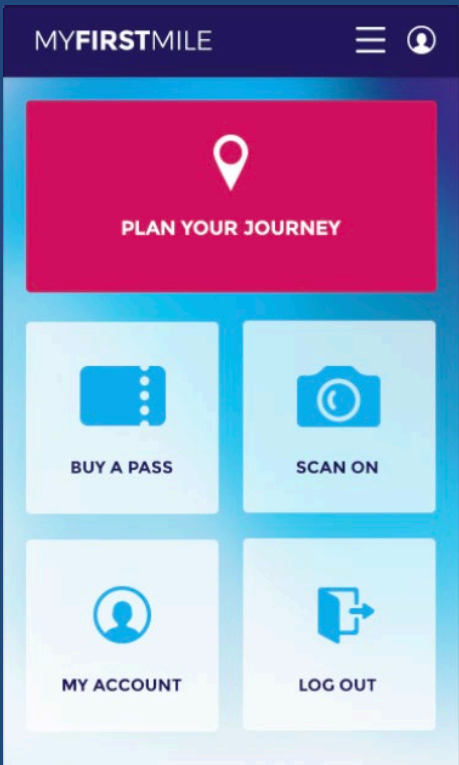 MYFIRSTMILE
PLAN YOUR JOURNEY
BUY A PASS
SCAN ON
MY ACCOUNT
LOG OUT